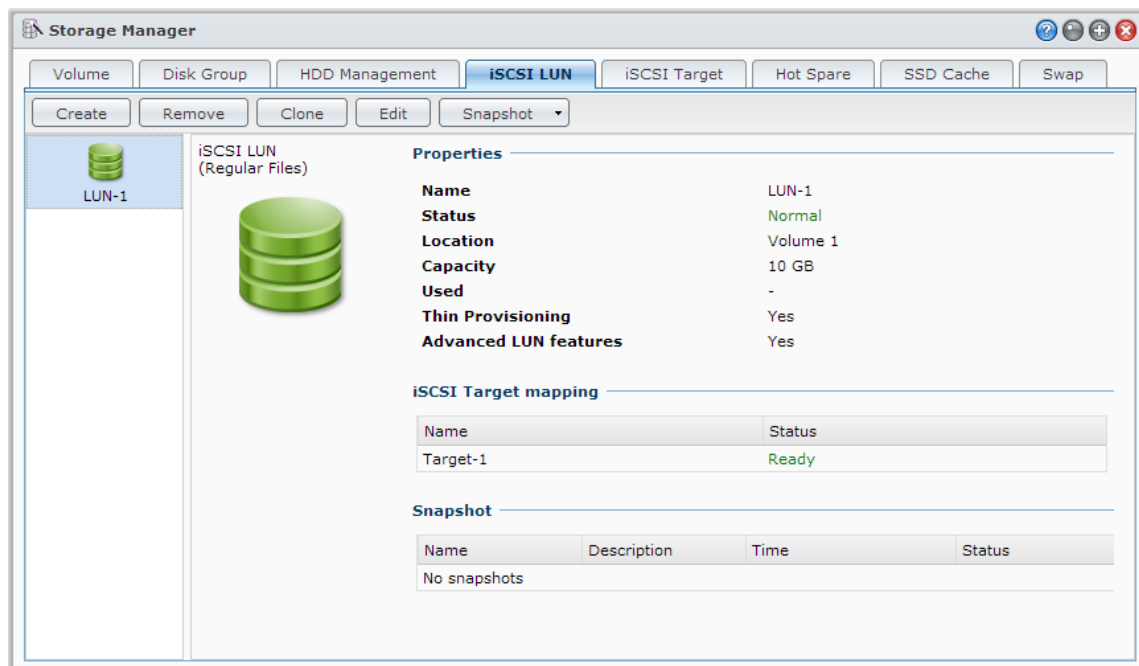 Storage Manager
Volume Disk Group HDD Management iSCSI LUN iSCSI Target Hot Spare SSD Cache Swap
Create Remove Clone Edit Snapshot
LUN-1
iSCSI LUN
(Regular Files)
Properties
Name LUN-1
Status Normal
Location Volume 1
Capacity 10 GB
Used -
Thin Provisioning Yes
Advanced LUN features Yes
iSCSI Target mapping
Name Status
Target-1 Ready
Snapshot
Name Description Time Status
No snapshots